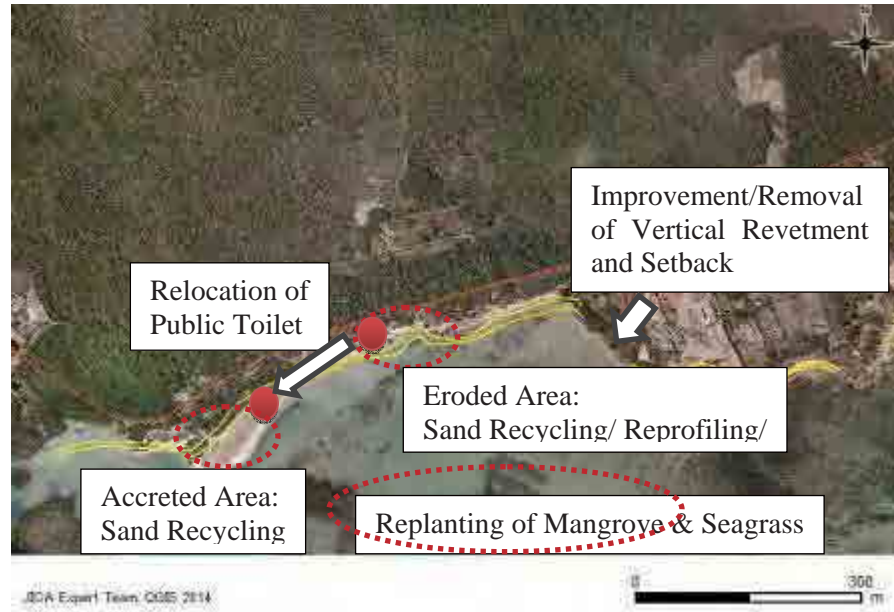 Improvement/Removal
of Vertical Revetment
and Setback
Relocation of
Public Toilet
Eroded Area:
Sand Recycling/ Reprofiling/
Accreted Area:
Sand Recycling
Replanting of Mangrove & Seagrass
JICA Expert Team, QGIS 2014
0 300
m